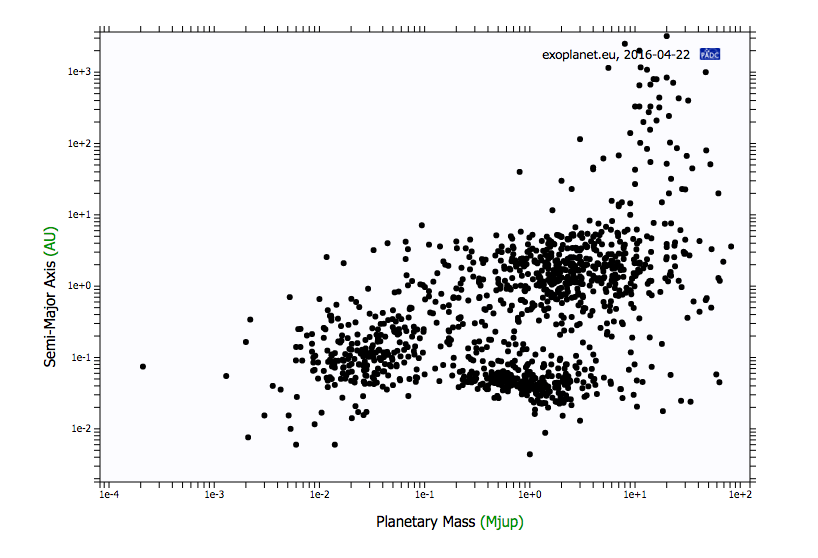 exoplanet.eu, 2016-04-22 PADC
1e+3
1e+2
1e+1
1e+0
1e-1
1e-2
Semi-Major Axis (AU)
1e-4 1e-3 1e-2 1e-1 1e+0 1e+1 1e+2
Planetary Mass (Mjup)